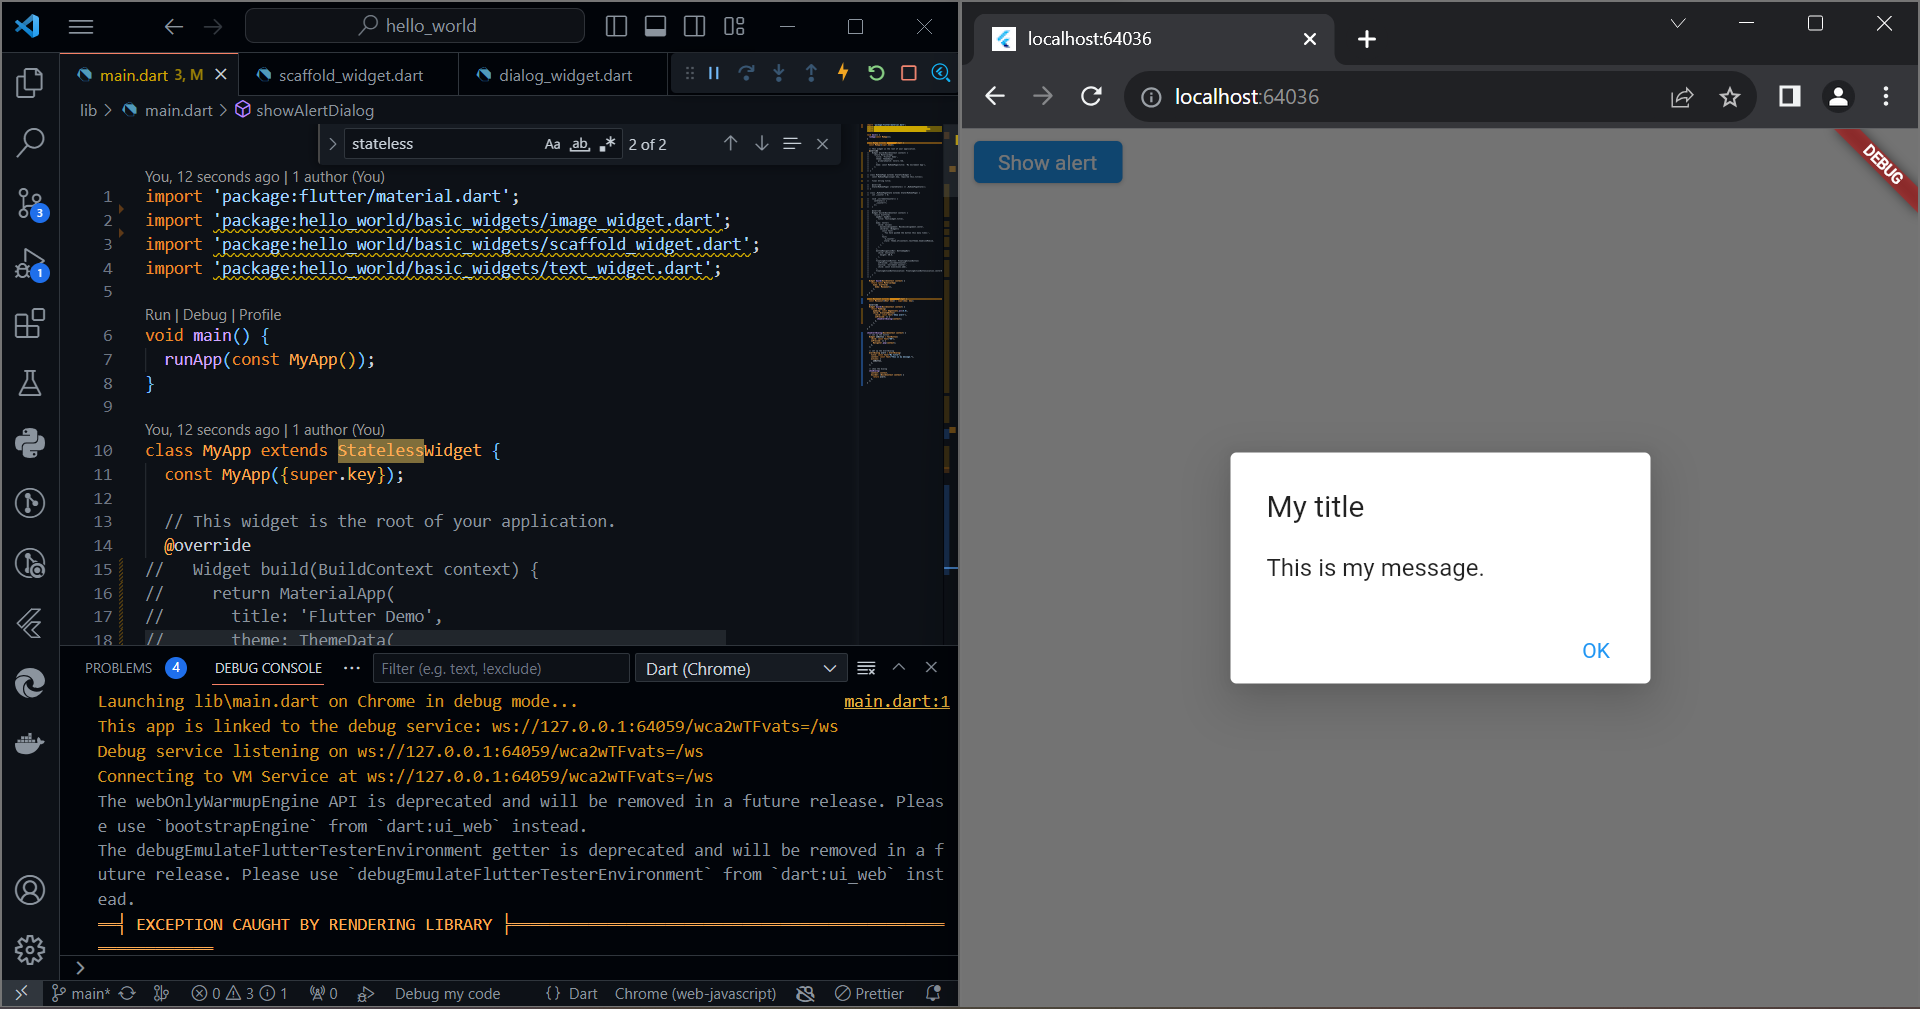 hello_world
main.dart 3, M
scaffold_widget.dart
dialog_widget.dart
lib > main.dart > showAlertDialog
stateless
Aa ab .* 2 of 2
You, 12 seconds ago | 1 author (You)
1 import 'package:flutter/material.dart';
2 import 'package:hello_world/basic_widgets/image_widget.dart';
3 import 'package:hello_world/basic_widgets/scaffold_widget.dart';
4 import 'package:hello_world/basic_widgets/text_widget.dart';
5
Run | Debug | Profile
6 void main() {
7 runApp(const MyApp());
8 }
9
You, 12 seconds ago | 1 author (You)
10 class MyApp extends StatelessWidget {
11 const MyApp({super.key});
12
13 // This widget is the root of your application.
14 @override
15 // Widget build(BuildContext context) {
16 // return MaterialApp(
17 // title: 'Flutter Demo',
18 // theme: ThemeData(
3
1
PROBLEMS 4 DEBUG CONSOLE ··· Filter (e.g. text, !exclude) Dart (Chrome)
Launching lib\main.dart on Chrome in debug mode... main.dart:1
This app is linked to the debug service: ws://127.0.0.1:64059/wca2wTFvats=/ws
Debug service listening on ws://127.0.0.1:64059/wca2wTFvats=/ws
Connecting to VM Service at ws://127.0.0.1:64059/wca2wTFvats=/ws
The webOnlyWarmupEngine API is deprecated and will be removed in a future release. Pleas
e use `bootstrapEngine` from `dart:ui_web` instead.
The debugEmulateFlutterTesterEnvironment getter is deprecated and will be removed in a f
uture release. Please use `debugEmulateFlutterTesterEnvironment` from `dart:ui_web` inst
ead.
══╡ EXCEPTION CAUGHT BY RENDERING LIBRARY ╞═════════════════════════════════════════════
════════════
>
main* 0 3 1 0 Debug my code {} Dart Chrome (web-javascript) Prettier
localhost:64036
localhost:64036
Show alert
DEBUG
My title
This is my message.
OK